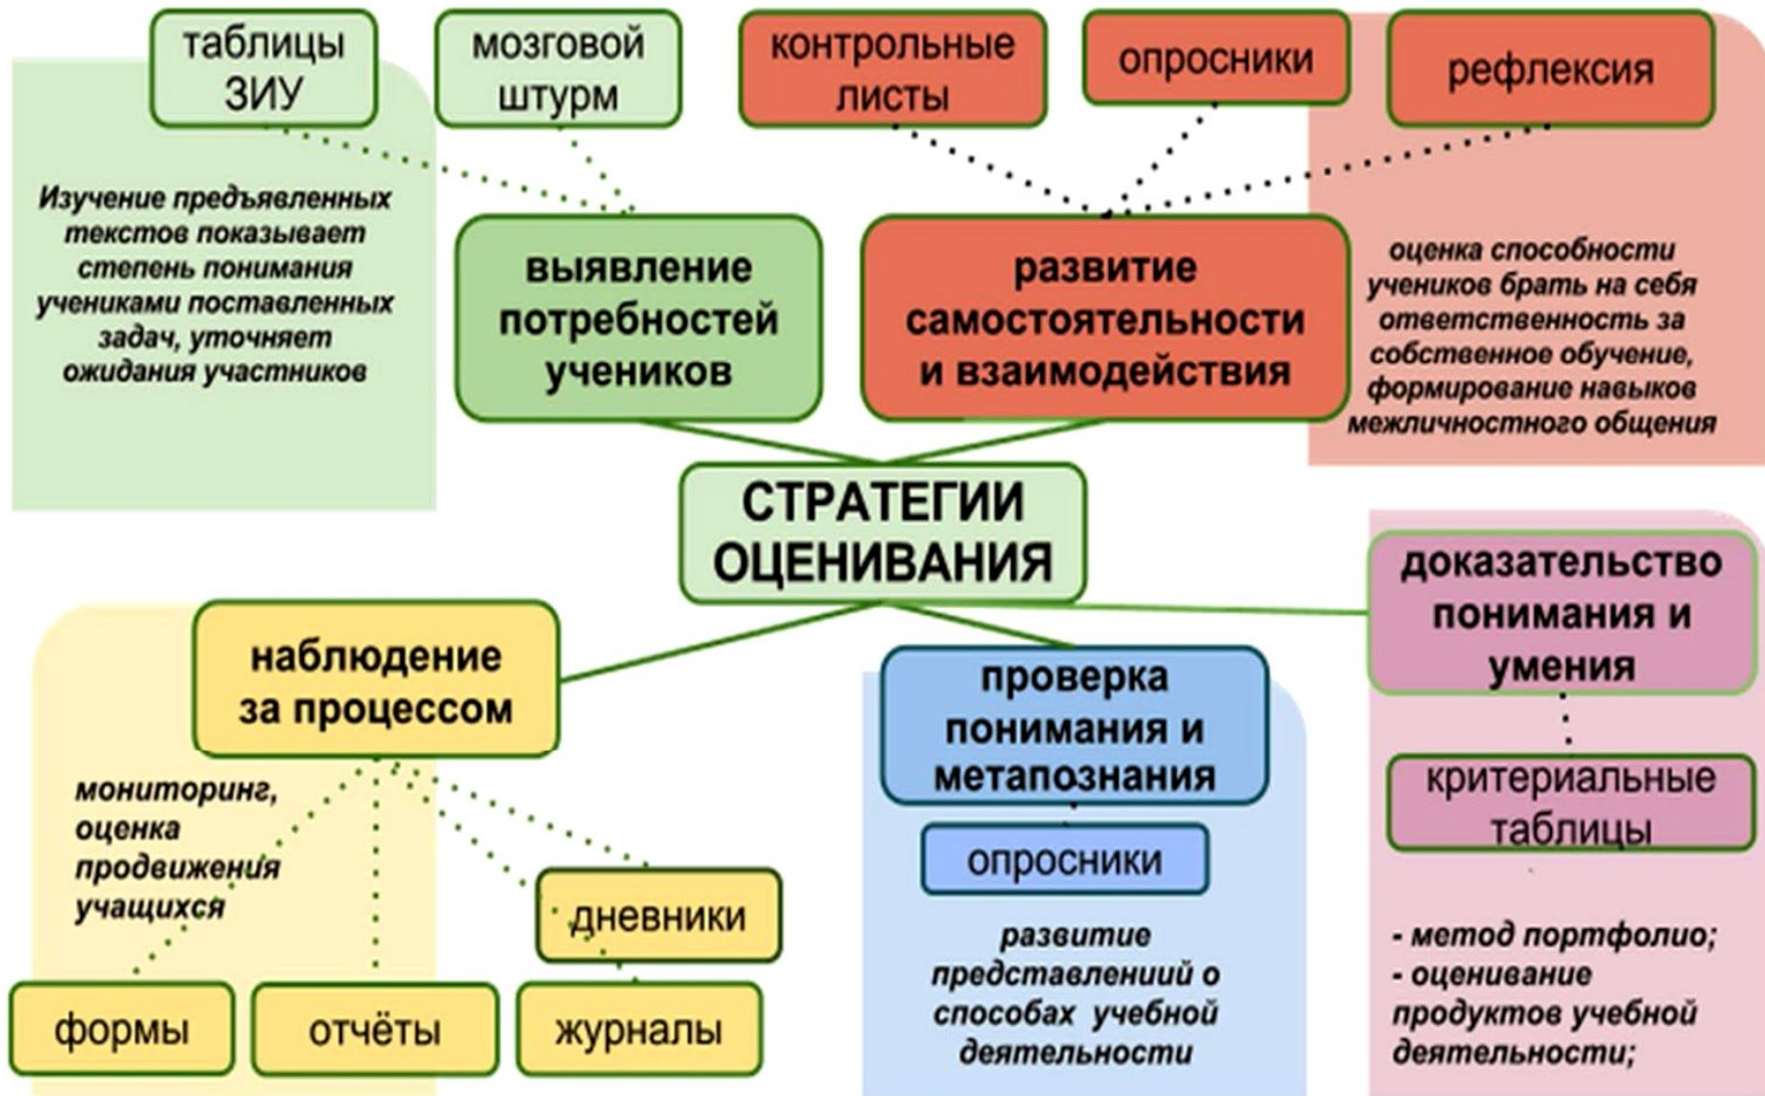 таблицы
ЗИУ
мозговой
штурм
контрольные
листы
опросники
рефлексия
Изучение предъявленных
текстов показывает
степень понимания
учениками поставленных
задач, уточняет
ожидания участников
выявление
потребностей
учеников
развитие
самостоятельности
и взаимодействия
оценка способности
учеников брать на себя
ответственность за
собственное обучение,
формирование навыков
межличностного общения
СТРАТЕГИИ
ОЦЕНИВАНИЯ
наблюдение
за процессом
мониторинг,
оценка
продвижения
учащихся
формы
отчёты
дневники
журналы
проверка
понимания и
метапознания
опросники
развитие
представлениий о
способах учебной
деятельности
доказательство
понимания и
умения
критериальные
таблицы
- метод портфолио;
- оценивание
продуктов учебной
деятельности;